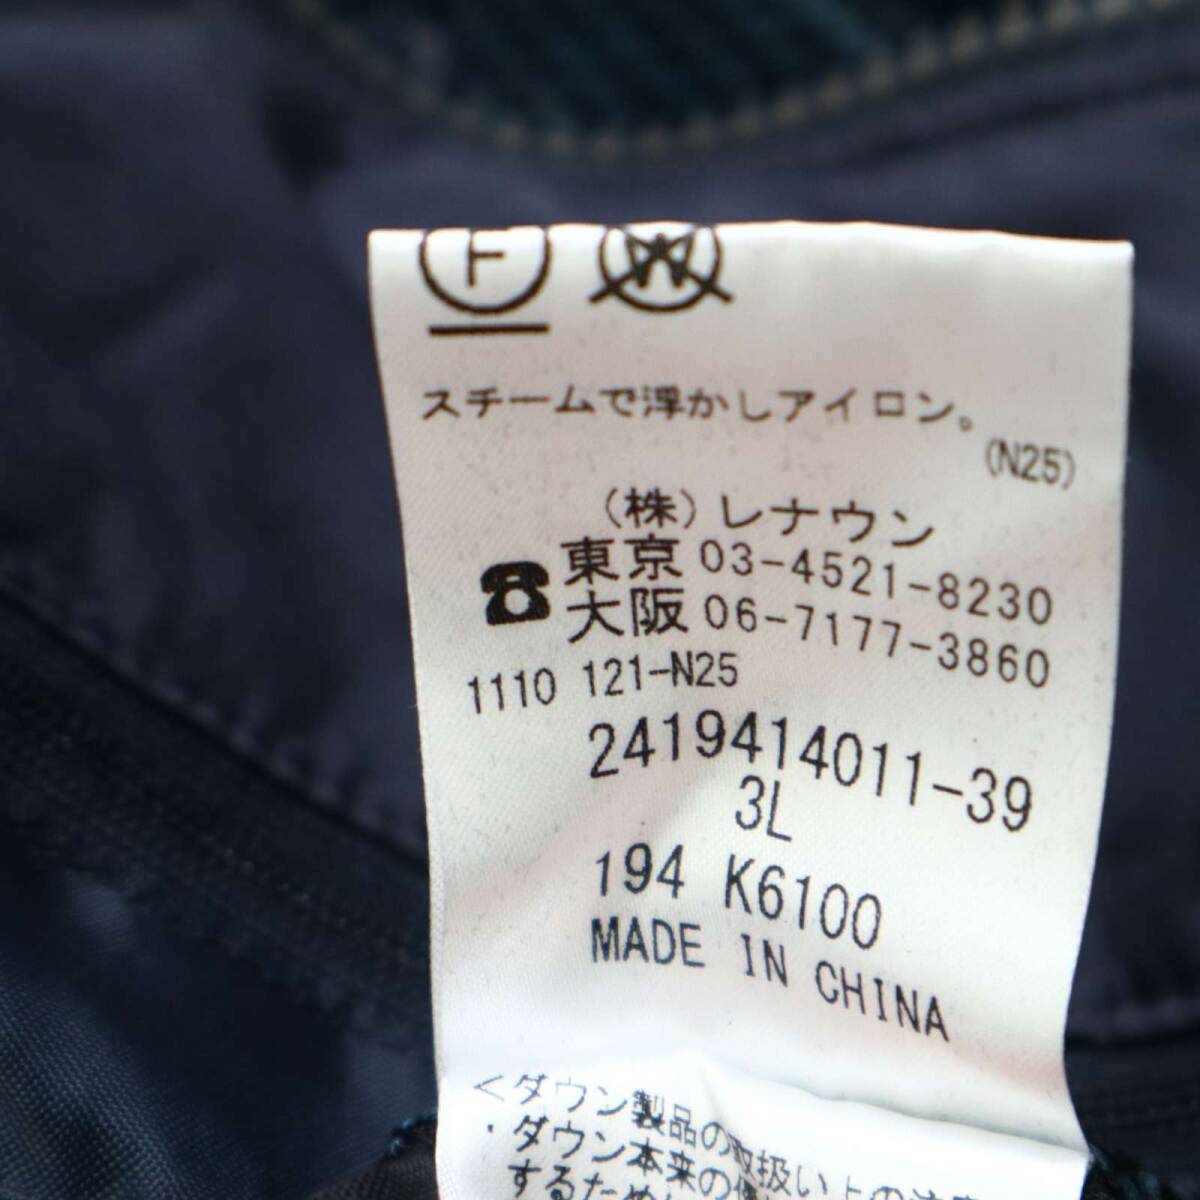 F W
スチームで浮かしアイロン。
(N25)
(株)レナウン
東京 03-4521-8230
☎大阪 06-7177-3860
1110 121-N25
2419414011-39
3L
194 K6100
MADE IN CHINA
<ダウン製品の取扱い上の注意
・ダウン本来の
するため